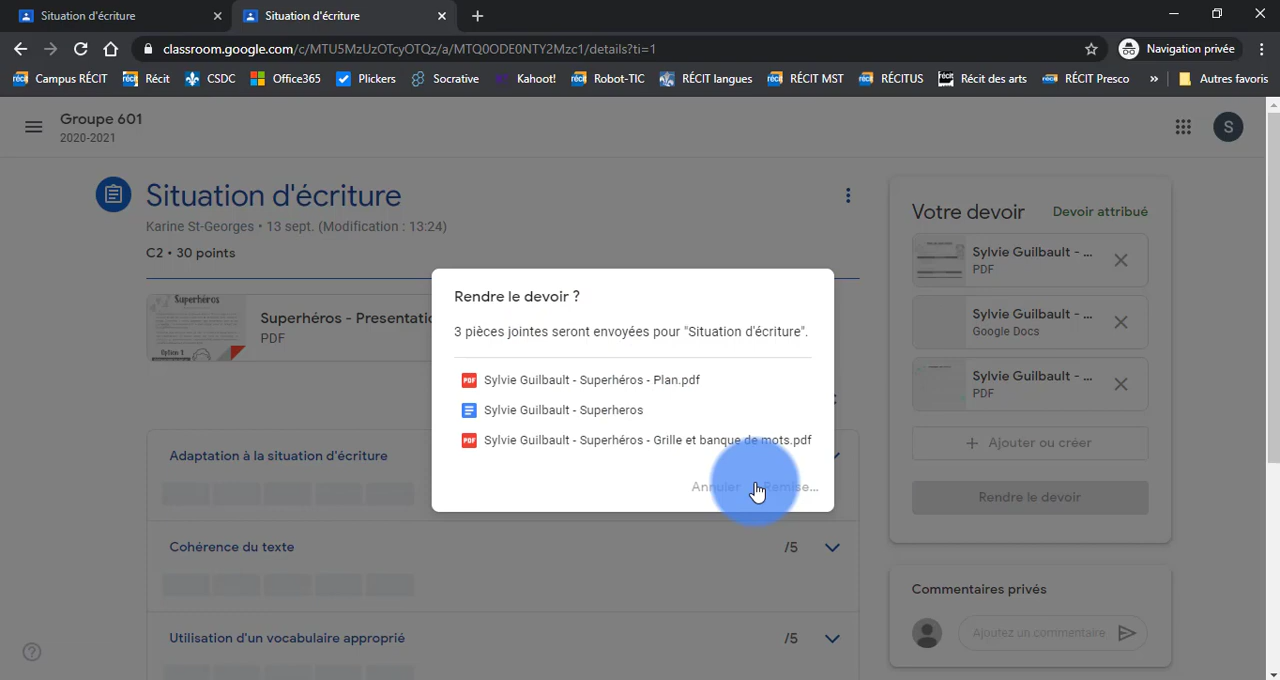 Situation d'écriture
Situation d'écriture
classroom.google.com/c/MTU5MzUzOTcyOTQz/a/MTQ0ODE0NTY2Mzc1/details?ti=1
Navigation privée
Campus RÉCIT
Récit
CSDC
Office365
Plickers
Socrative
Kahoot!
Robot-TIC
RÉCIT langues
RÉCIT MST
RÉCITUS
Récit des arts
RÉCIT Presco
»
Autres favoris
Groupe 601
2020-2021
S
Situation d'écriture
Karine St-Georges • 13 sept. (Modification : 13:24)
C2 • 30 points
Superhéros
Option 1
Superhéros - Presentati
PDF
Adaptation à la situation d'écriture
Cohérence du texte
/5
Utilisation d'un vocabulaire approprié
/5
Rendre le devoir ?
3 pièces jointes seront envoyées pour "Situation d'écriture".
PDF Sylvie Guilbault - Superhéros - Plan.pdf
Sylvie Guilbault - Superheros
PDF Sylvie Guilbault - Superhéros - Grille et banque de mots.pdf
Annuler
Remise...
Votre devoir
Devoir attribué
Sylvie Guilbault - ...
PDF
Sylvie Guilbault - ...
Google Docs
Sylvie Guilbault - ...
PDF
+ Ajouter ou créer
Rendre le devoir
Commentaires privés
Ajoutez un commentaire